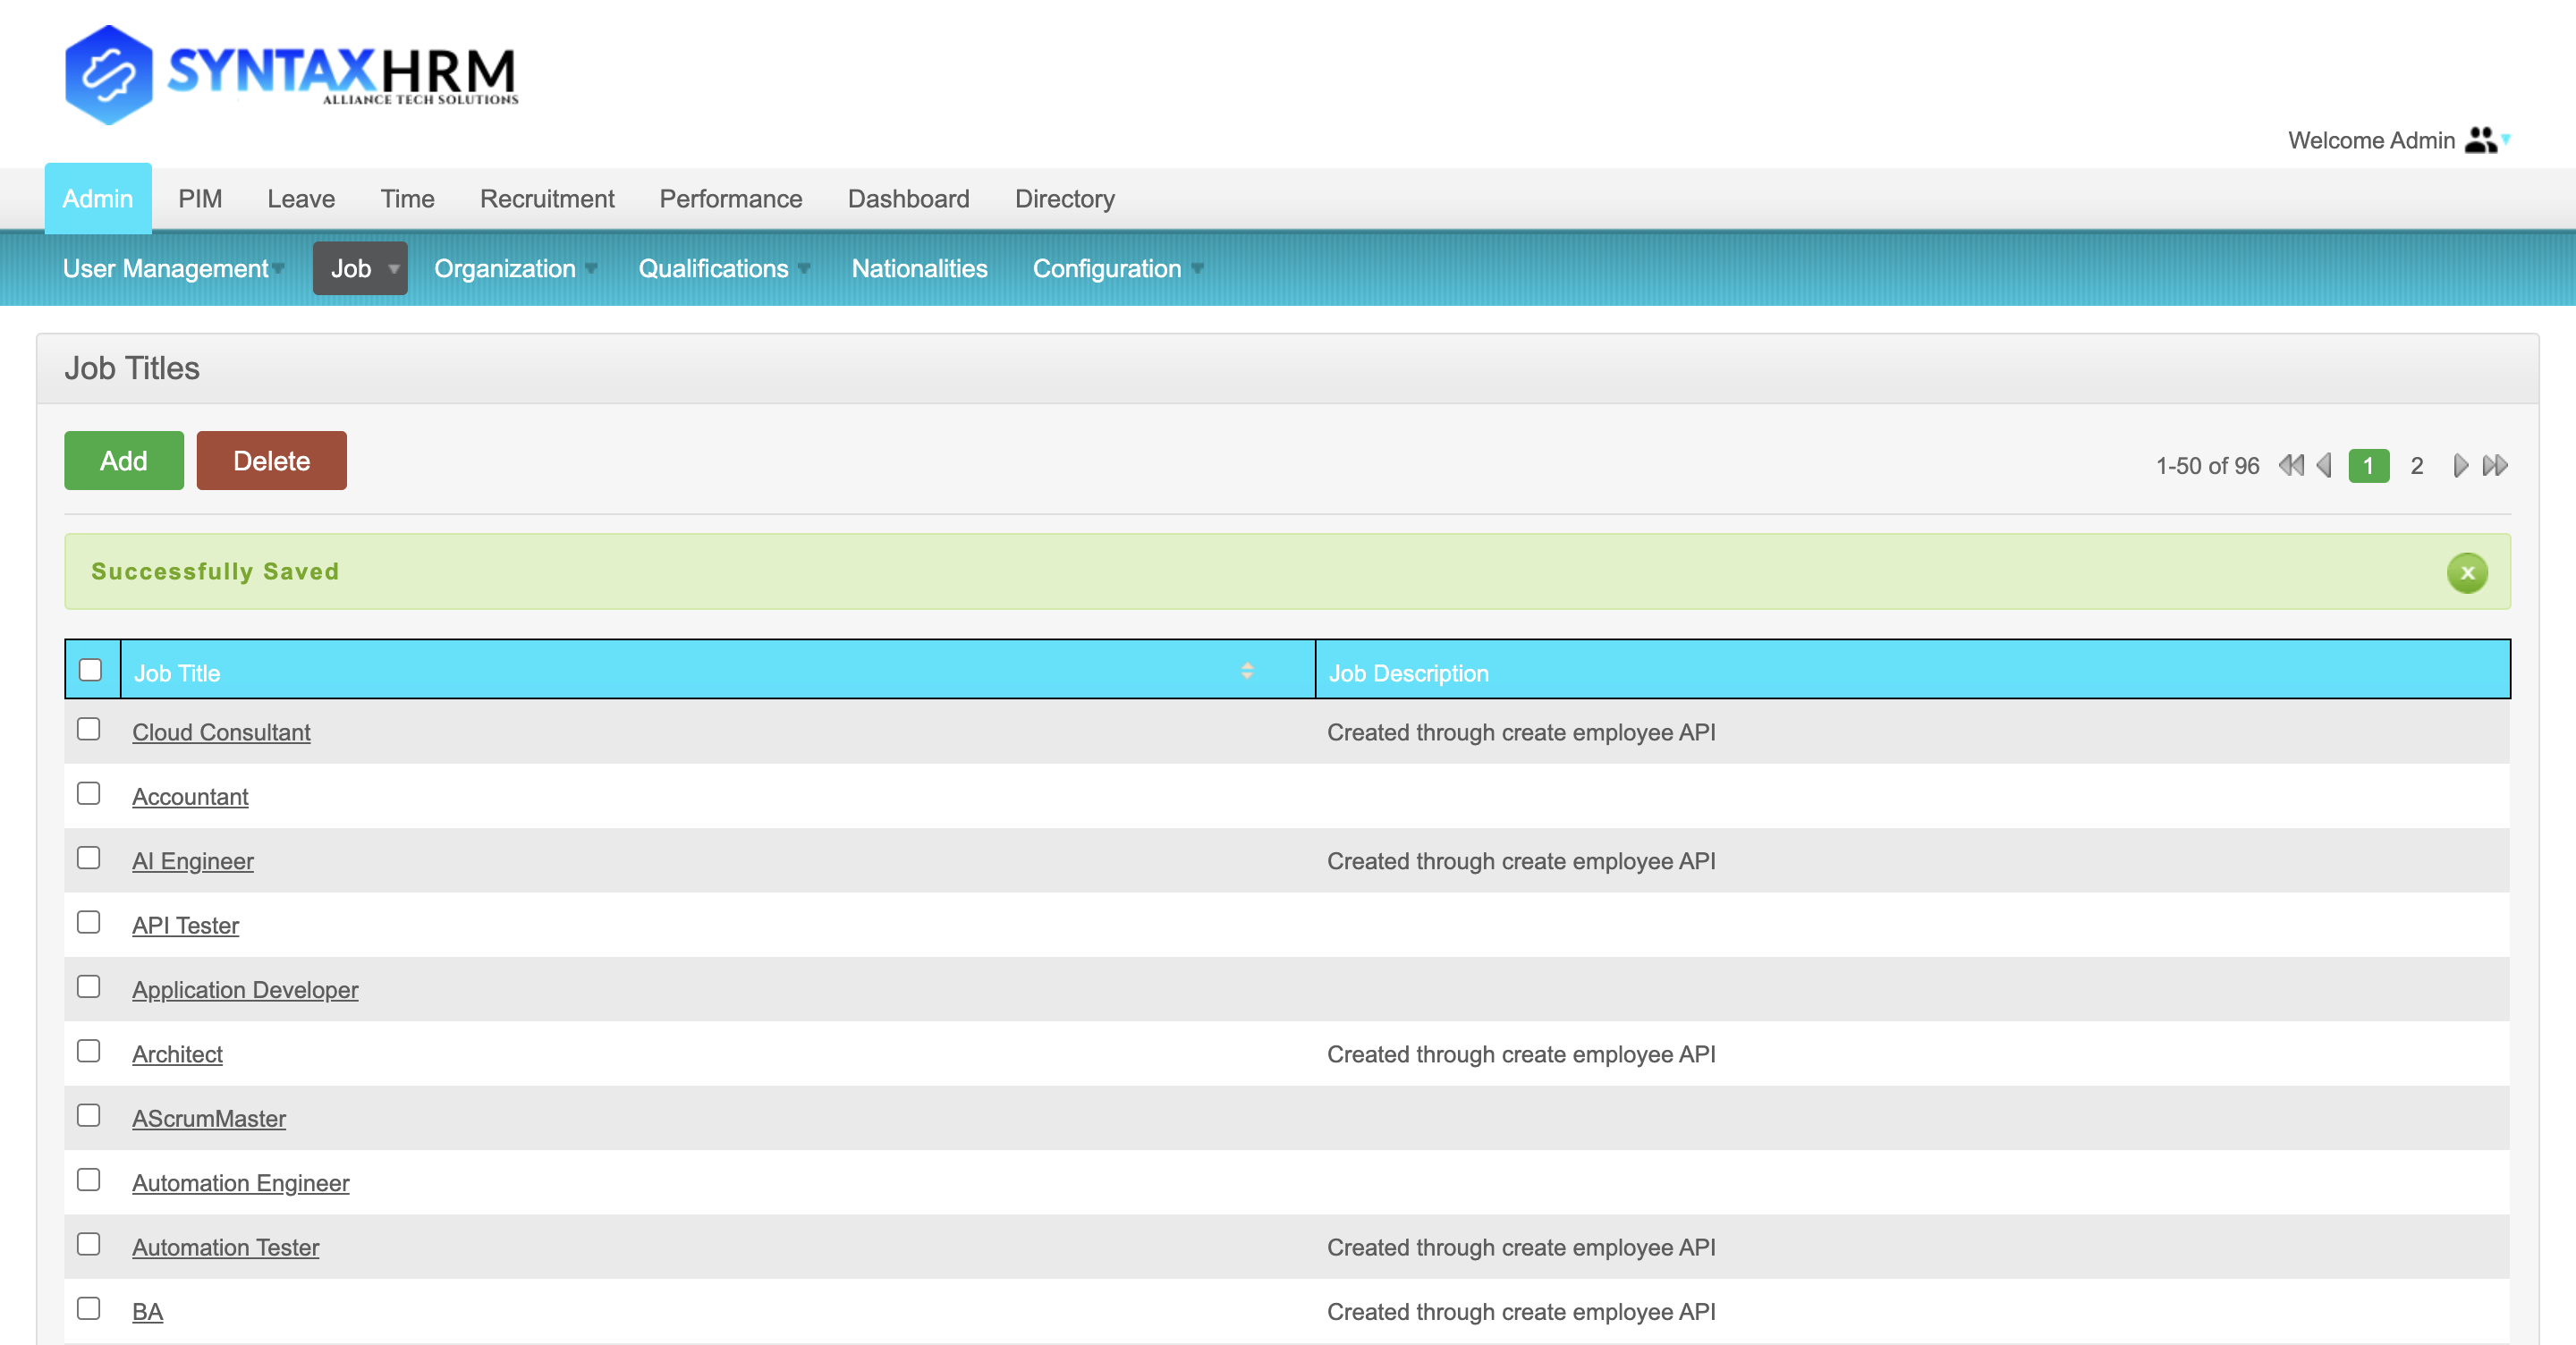 SYNTAXHRM
ALLIANCE TECH SOLUTIONS
Welcome Admin
Admin PIM Leave Time Recruitment Performance Dashboard Directory
User Management Job Organization Qualifications Nationalities Configuration
Job Titles
Add Delete 1-50 of 96 1 2
Successfully Saved x
Job Title Job Description
Cloud Consultant Created through create employee API
Accountant
AI Engineer Created through create employee API
API Tester
Application Developer
Architect Created through create employee API
AScrumMaster
Automation Engineer
Automation Tester Created through create employee API
BA Created through create employee API